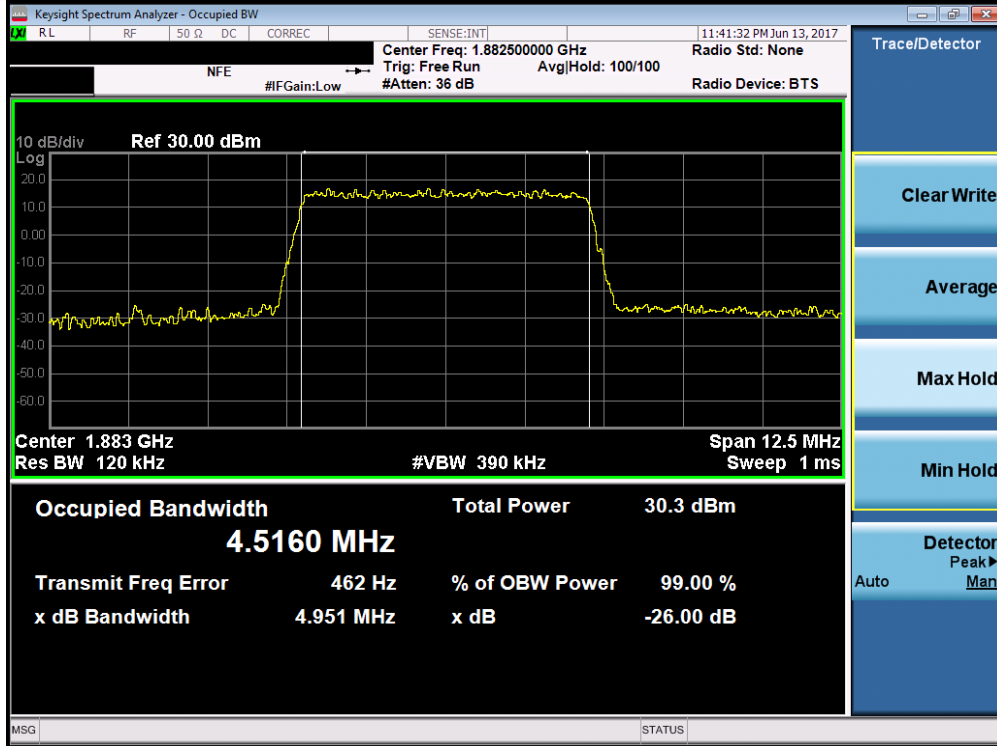 Keysight Spectrum Analyzer - Occupied BW
LXI RL RF 50 Ω DC CORREC SENSE:INT 11:41:32 PM Jun 13, 2017
Center Freq: 1.882500000 GHz Radio Std: None
NFE Trig: Free Run Avg|Hold: 100/100
#IFGain:Low #Atten: 36 dB Radio Device: BTS
Trace/Detector
10 dB/div Ref 30.00 dBm
Log
20.0
10.0
0.00
-10.0
-20.0
-30.0
-40.0
-50.0
-60.0
Center 1.883 GHz Span 12.5 MHz
Res BW 120 kHz #VBW 390 kHz Sweep 1 ms
Occupied Bandwidth Total Power 30.3 dBm
4.5160 MHz
Transmit Freq Error 462 Hz % of OBW Power 99.00 %
x dB Bandwidth 4.951 MHz x dB -26.00 dB
Clear Write
Average
Max Hold
Min Hold
Detector
Peak▶
Auto Man
MSG STATUS